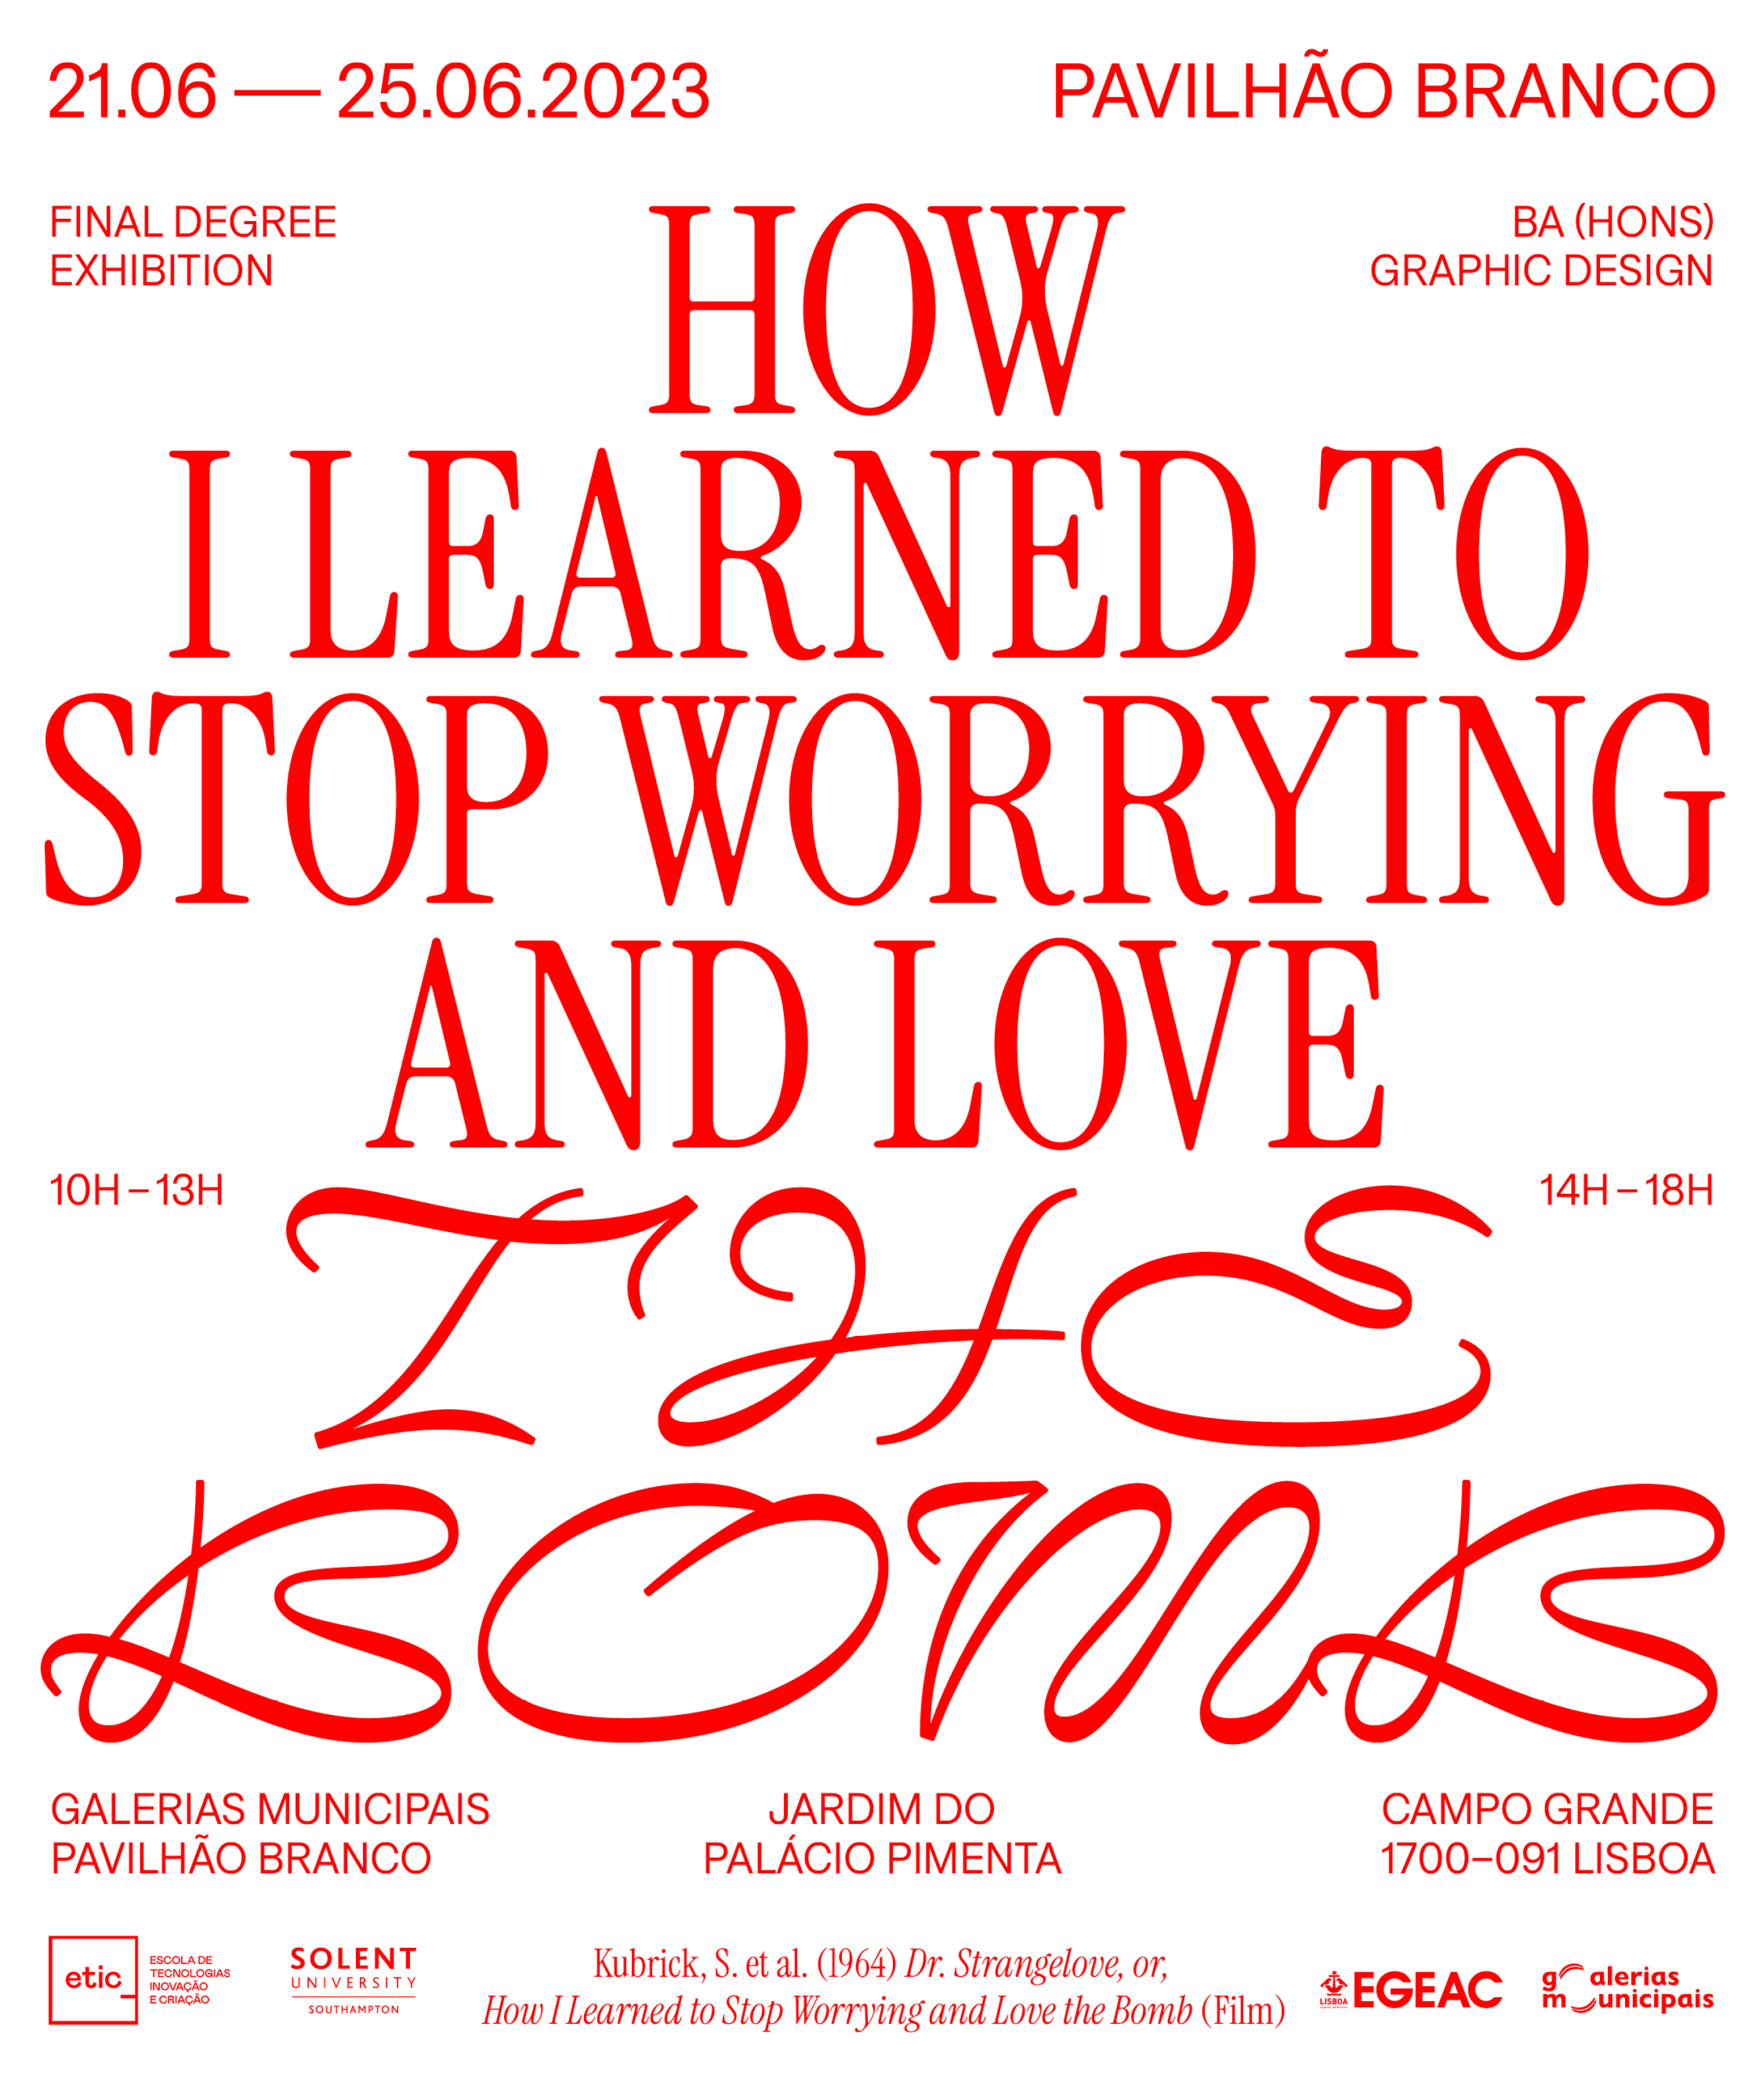 21.06 — 25.06.2023
PAVILHÃO BRANCO
FINAL DEGREE
EXHIBITION
BA (HONS)
GRAPHIC DESIGN
HOW
I LEARNED TO
STOP WORRYING
AND LOVE
10H – 13H
14H – 18H
THE
BOMB
GALERIAS MUNICIPAIS
PAVILHÃO BRANCO
JARDIM DO
PALÁCIO PIMENTA
CAMPO GRANDE
1700–091 LISBOA
etic_
ESCOLA DE
TECNOLOGIAS
INOVAÇÃO
E CRIAÇÃO
SOLENT
UNIVERSITY
SOUTHAMPTON
Kubrick, S. et al. (1964) Dr. Strangelove, or,
How I Learned to Stop Worrying and Love the Bomb (Film)
LISBOA
EGEAC
galerias
municipais